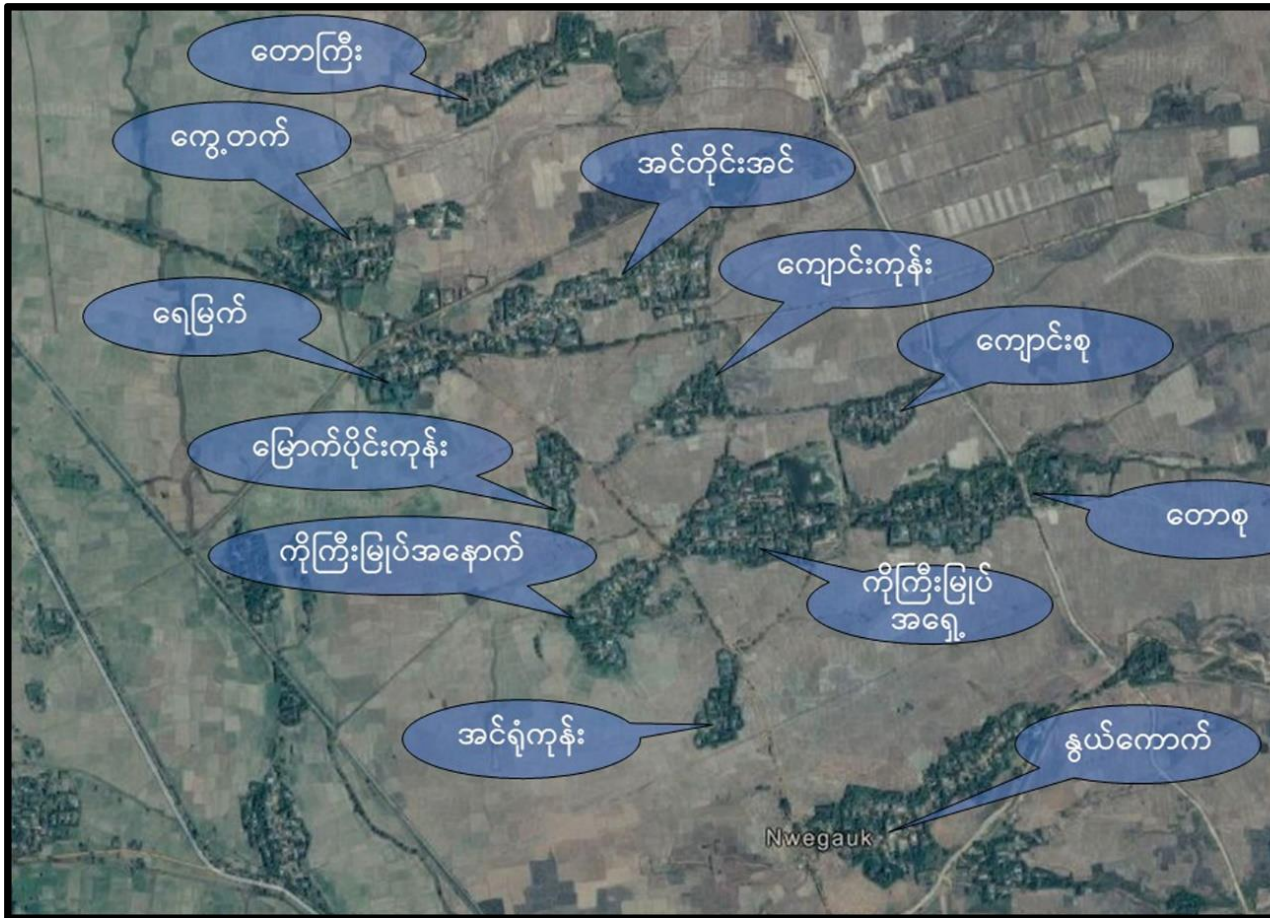 တောကြီး
ကွေ့တက်
အင်တိုင်းအင်
ကျောင်းကုန်း
ရေမြက်
ကျောင်းစု
မြောက်ပိုင်းကုန်း
တောစု
ကိုကြီးမြုပ်အနောက်
ကိုကြီးမြုပ်
အရှေ့
အင်ရုံကုန်း
နွယ်ကောက်
Nwegauk